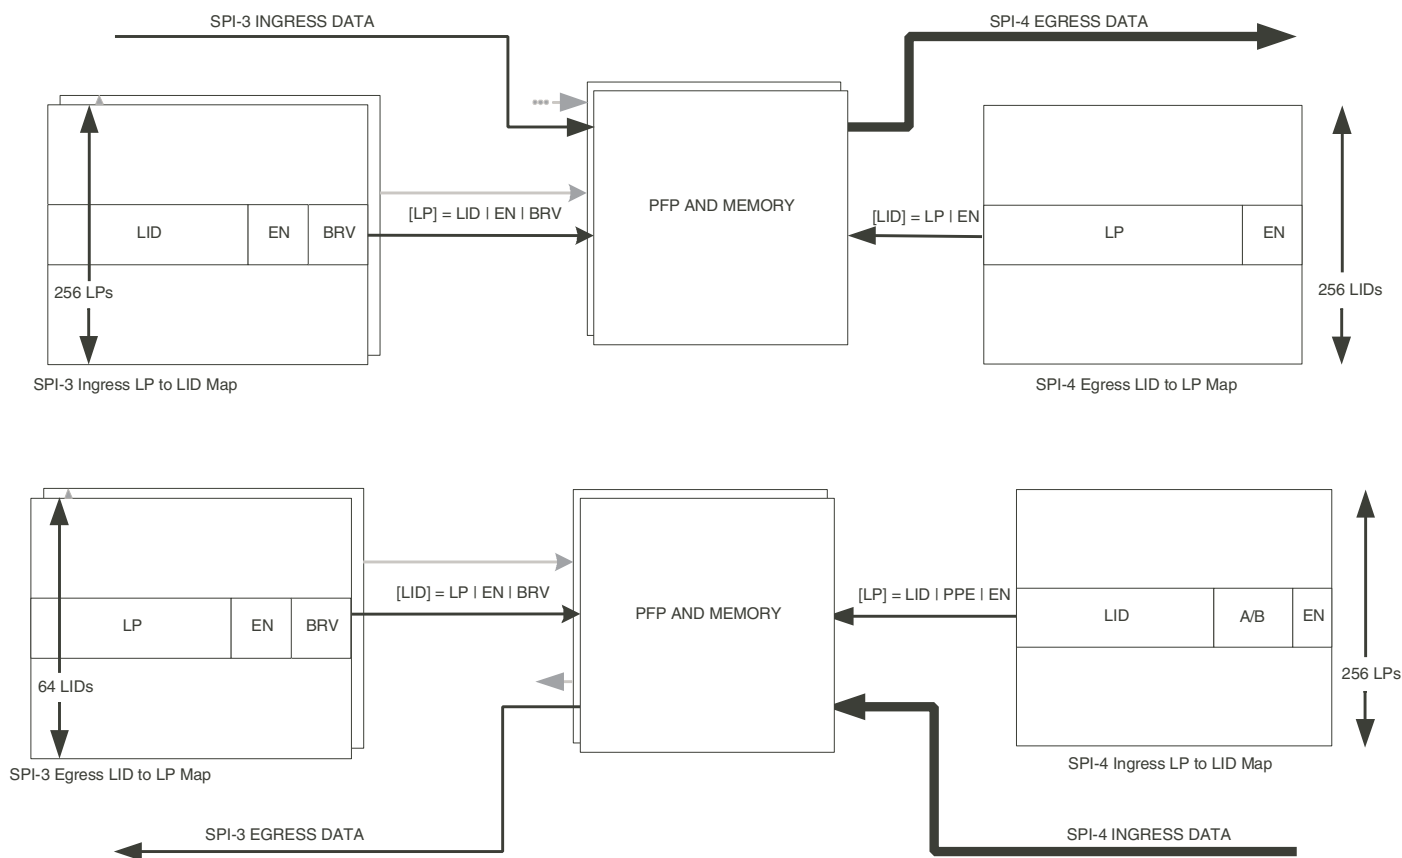 SPI-3 INGRESS DATA
SPI-4 EGRESS DATA
PFP AND MEMORY
[LP] = LID | EN | BRV
[LID] = LP | EN
LID
EN
BRV
LP
EN
256 LPs
256 LIDs
SPI-3 Ingress LP to LID Map
SPI-4 Egress LID to LP Map
[LID] = LP | EN | BRV
[LP] = LID | PPE | EN
PFP AND MEMORY
LP
EN
BRV
LID
A/B
EN
64 LIDs
256 LPs
SPI-3 Egress LID to LP Map
SPI-4 Ingress LP to LID Map
SPI-3 EGRESS DATA
SPI-4 INGRESS DATA